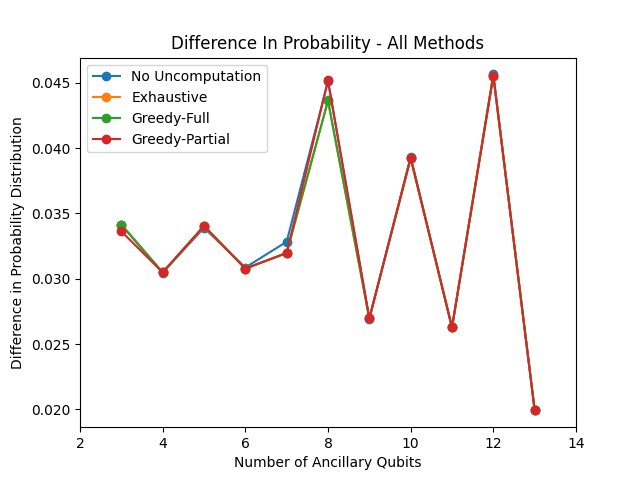 Difference In Probability - All Methods
No Uncomputation
Exhaustive
Greedy-Full
Greedy-Partial
Difference in Probability Distribution
0.045
0.040
0.035
0.030
0.025
0.020
2 4 6 8 10 12 14
Number of Ancillary Qubits